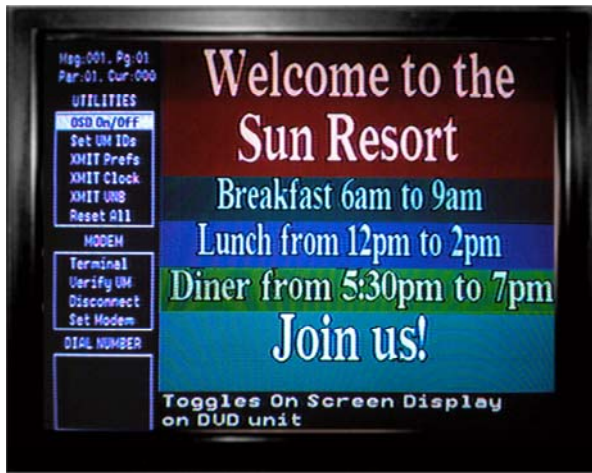 Msg:001, Pg:01
Par:01, Cur:000
UTILITIES
OSD On/Off
Set UM IDs
XMIT Prefs
XMIT Clock
XMIT UNB
Reset All
MODEM
Terminal
Verify UM
Disconnect
Set Modem
DIAL NUMBER
Welcome to the
Sun Resort
Breakfast 6am to 9am
Lunch from 12pm to 2pm
Diner from 5:30pm to 7pm
Join us!
Toggles On Screen Display
on DVD unit